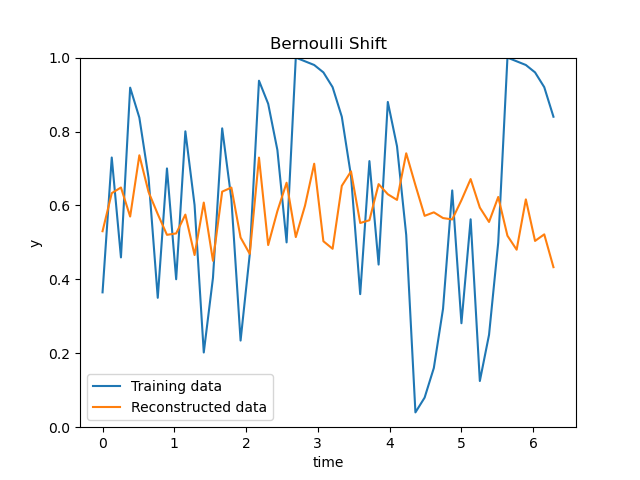 Bernoulli Shift
1.0
0.8
0.6
0.4
0.2
0.0
y
Training data
Reconstructed data
0 1 2 3 4 5 6
time